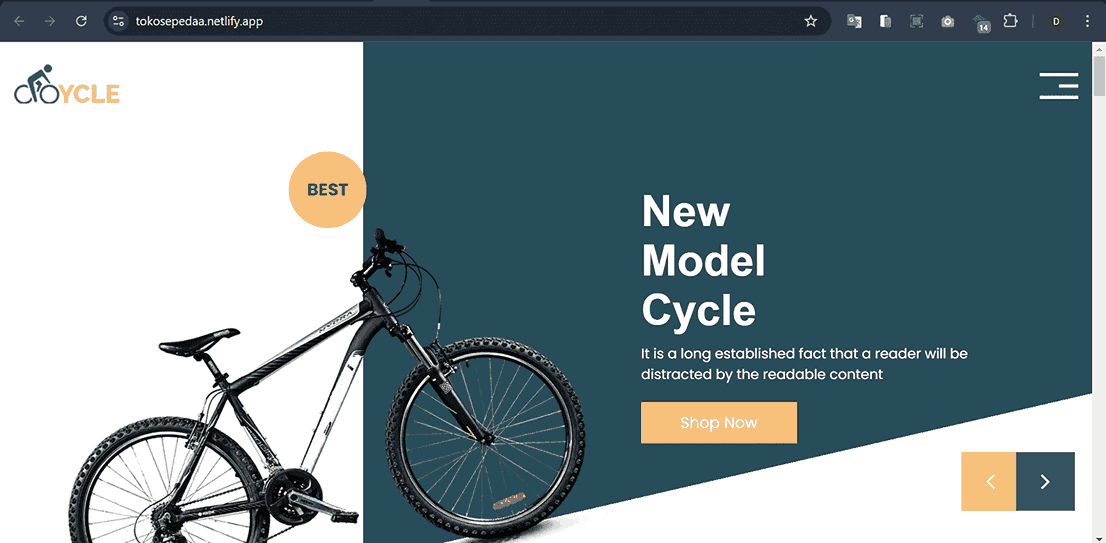 tokosepedaa.netlify.app
D
14
CYCLE
BEST
New
Model
Cycle
It is a long established fact that a reader will be
distracted by the readable content
Shop Now